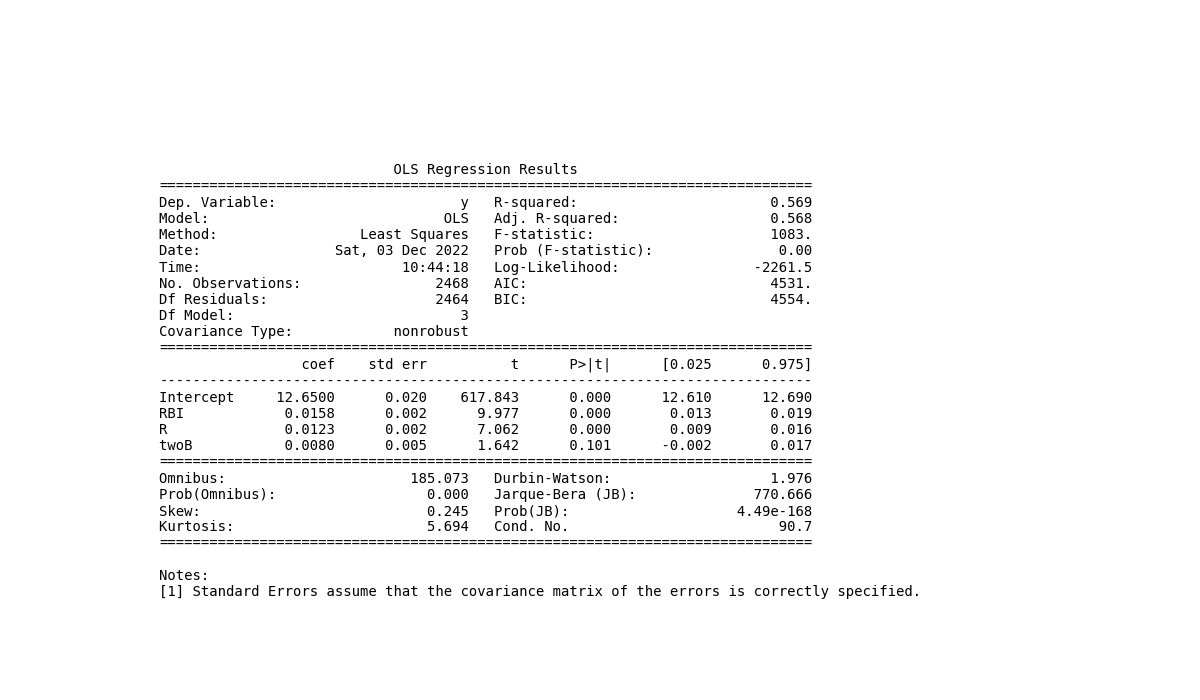 OLS Regression Results
==============================================================================
Dep. Variable:                      y   R-squared:                       0.569
Model:                            OLS   Adj. R-squared:                  0.568
Method:                 Least Squares   F-statistic:                     1083.
Date:                Sat, 03 Dec 2022   Prob (F-statistic):               0.00
Time:                        10:44:18   Log-Likelihood:                -2261.5
No. Observations:                2468   AIC:                             4531.
Df Residuals:                    2464   BIC:                             4554.
Df Model:                           3
Covariance Type:            nonrobust
==============================================================================
                 coef    std err          t      P>|t|      [0.025      0.975]
------------------------------------------------------------------------------
Intercept     12.6500      0.020    617.843      0.000      12.610      12.690
RBI            0.0158      0.002      9.977      0.000       0.013       0.019
R              0.0123      0.002      7.062      0.000       0.009       0.016
twoB           0.0080      0.005      1.642      0.101      -0.002       0.017
==============================================================================
Omnibus:                      185.073   Durbin-Watson:                   1.976
Prob(Omnibus):                  0.000   Jarque-Bera (JB):              770.666
Skew:                           0.245   Prob(JB):                    4.49e-168
Kurtosis:                       5.694   Cond. No.                         90.7
==============================================================================

Notes:
[1] Standard Errors assume that the covariance matrix of the errors is correctly specified.